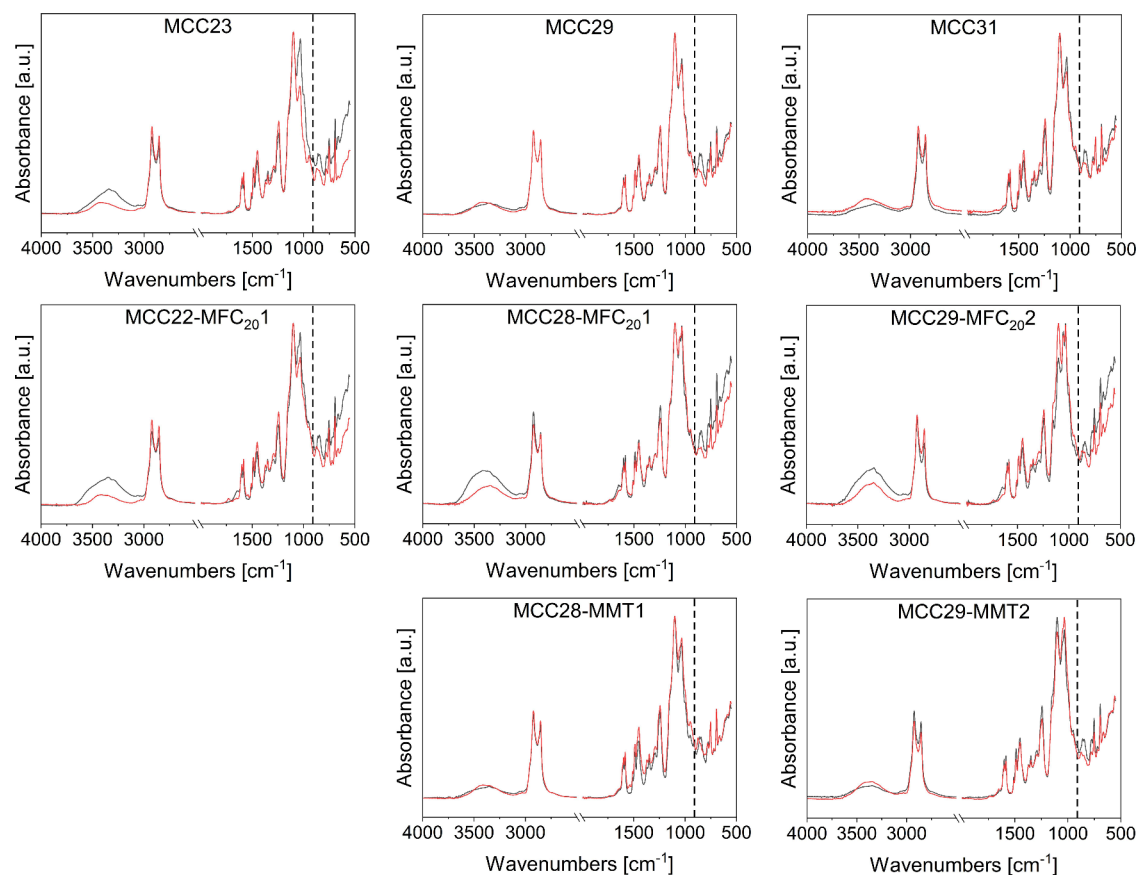 MCC23
Absorbance [a.u.]
4000 3500 3000 1500 1000 500
Wavenumbers [cm⁻¹]
MCC29
Absorbance [a.u.]
4000 3500 3000 1500 1000 500
Wavenumbers [cm⁻¹]
MCC31
Absorbance [a.u.]
4000 3500 3000 1500 1000 500
Wavenumbers [cm⁻¹]
MCC22-MFC₂₀1
Absorbance [a.u.]
4000 3500 3000 1500 1000 500
Wavenumbers [cm⁻¹]
MCC28-MFC₂₀1
Absorbance [a.u.]
4000 3500 3000 1500 1000 500
Wavenumbers [cm⁻¹]
MCC29-MFC₂₀2
Absorbance [a.u.]
4000 3500 3000 1500 1000 500
Wavenumbers [cm⁻¹]
MCC28-MMT1
Absorbance [a.u.]
4000 3500 3000 1500 1000 500
Wavenumbers [cm⁻¹]
MCC29-MMT2
Absorbance [a.u.]
4000 3500 3000 1500 1000 500
Wavenumbers [cm⁻¹]